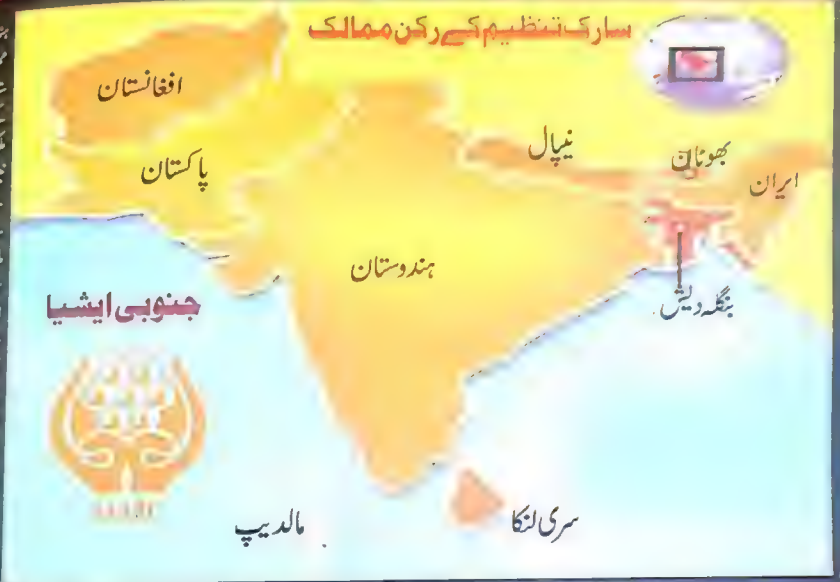 سارک تنظیم کے رکن ممالک
افغانستان
نیپال
بھوٹان
پاکستان
ایران
ہندوستان
جنوبی ایشیا
بنگلہ دیش
سری لنکا
مالدیپ